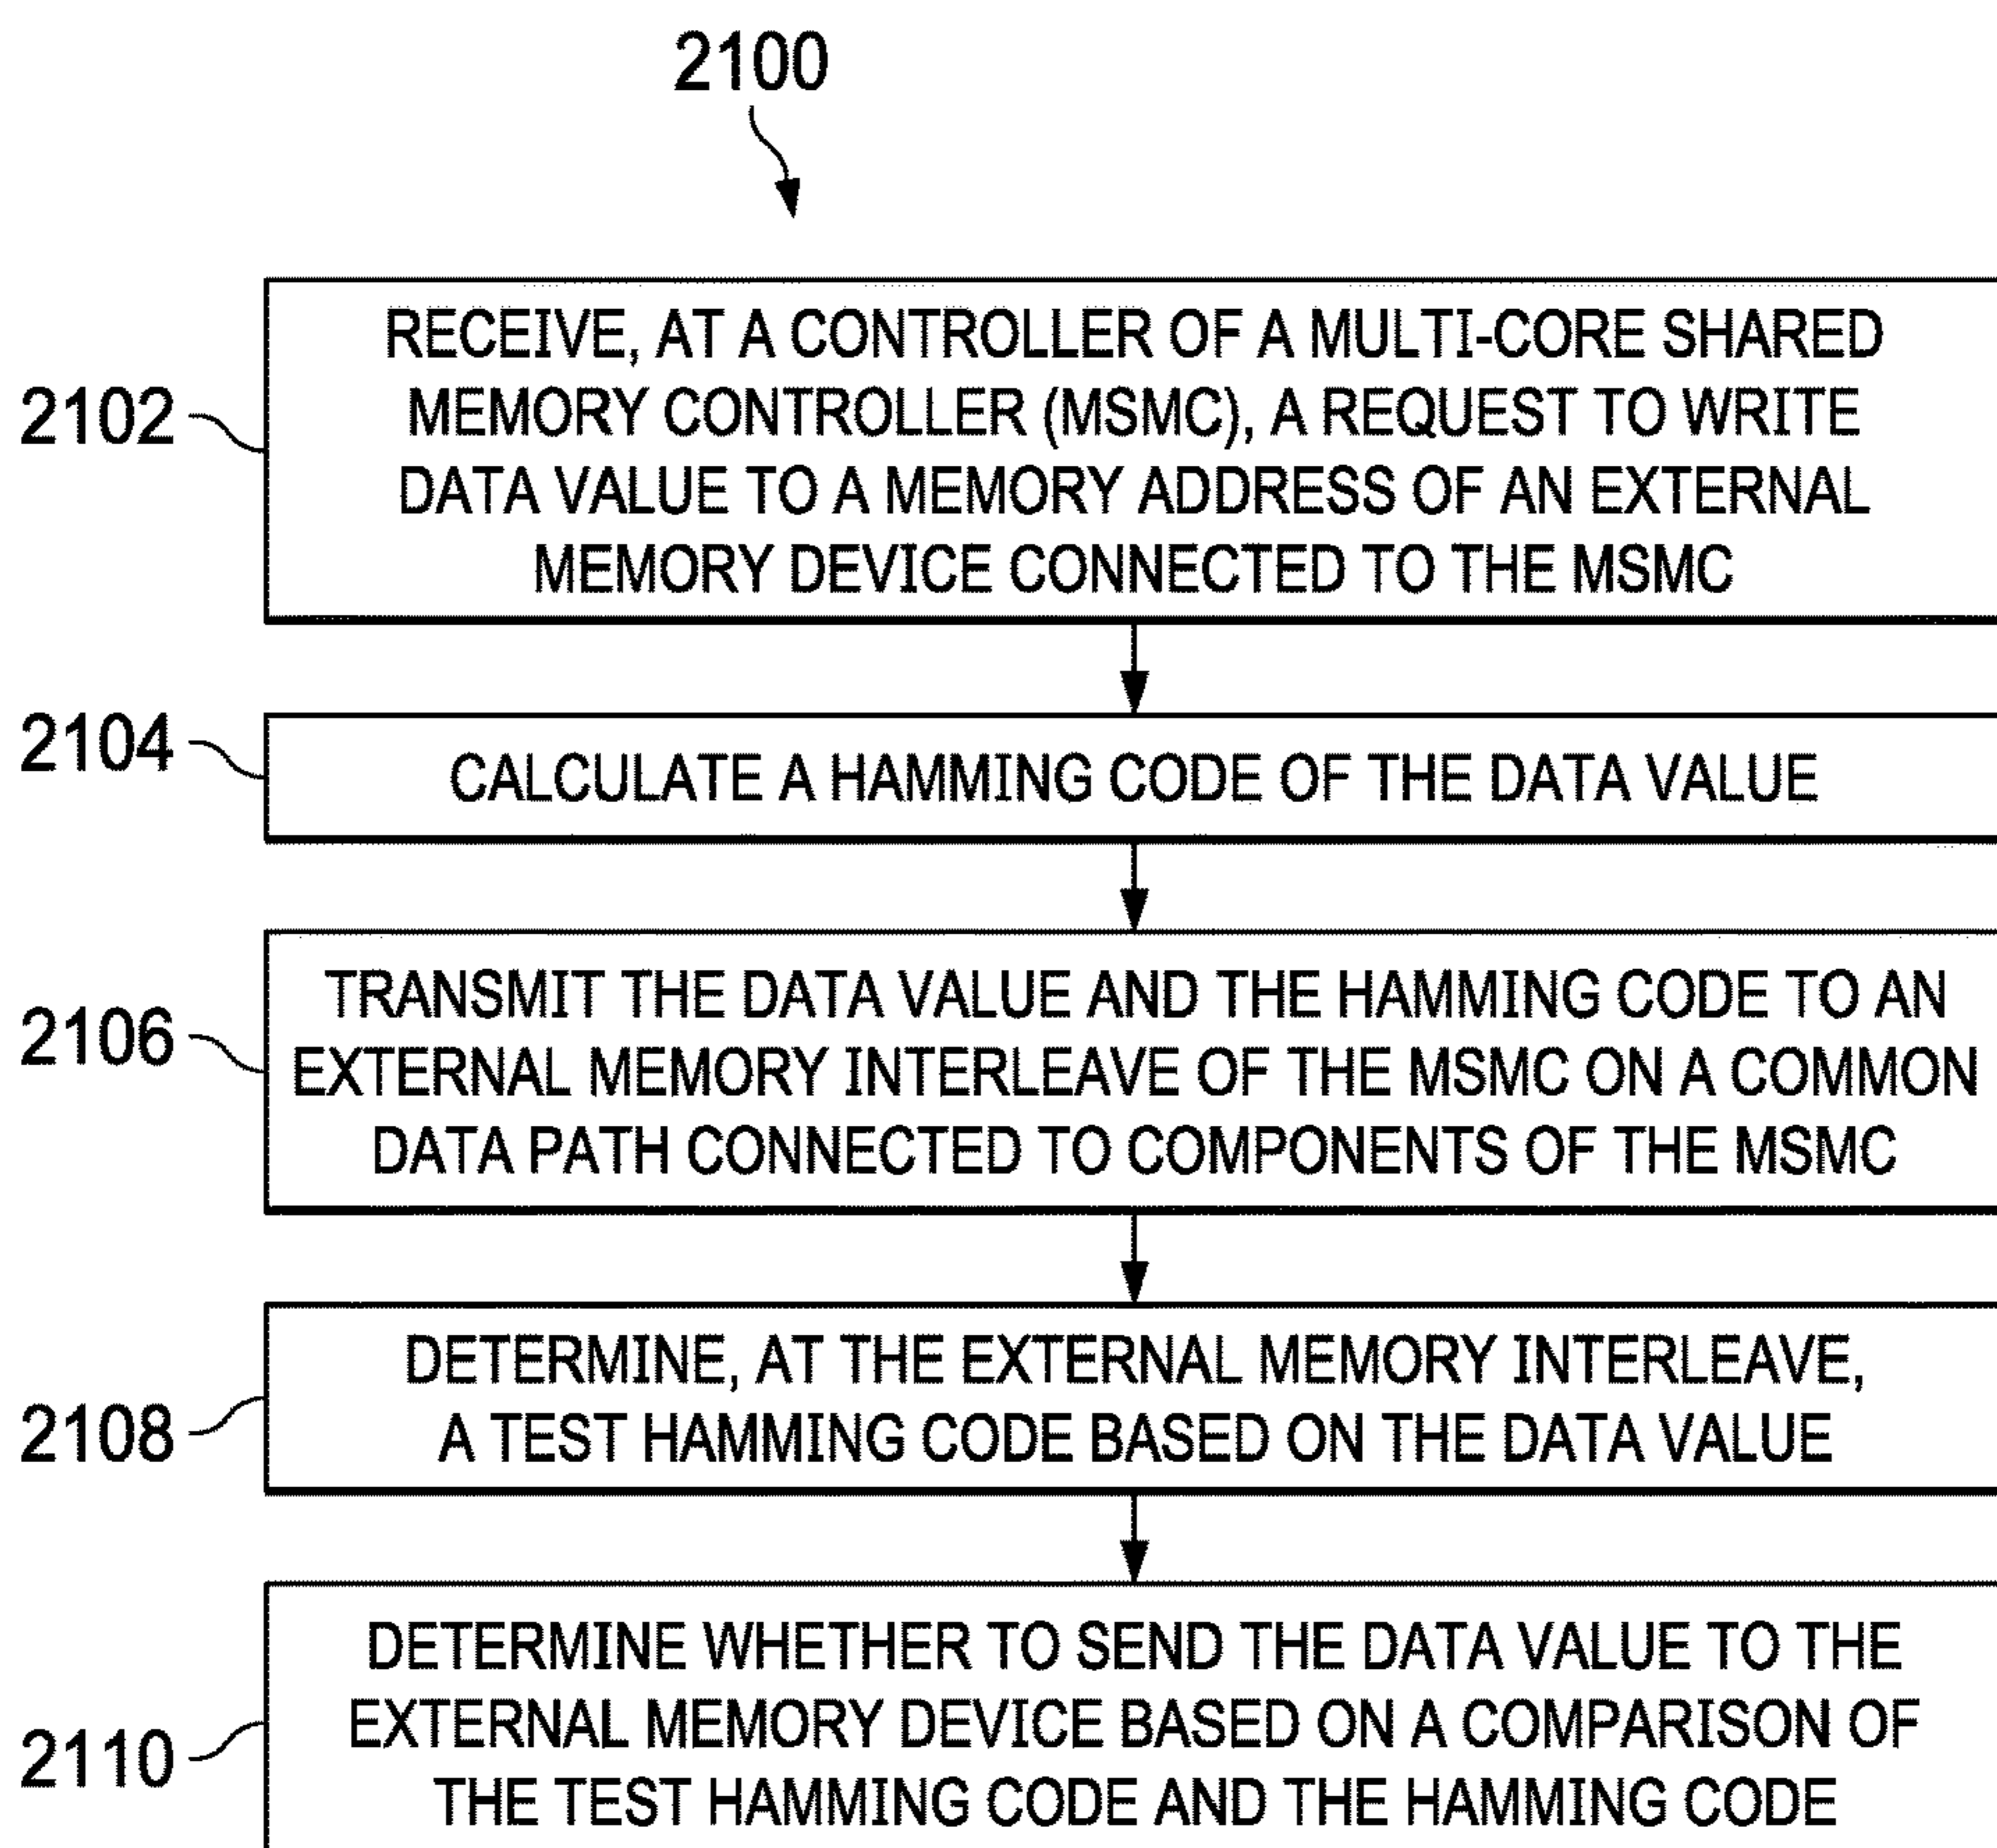 2100
2102
RECEIVE, AT A CONTROLLER OF A MULTI-CORE SHARED
MEMORY CONTROLLER (MSMC), A REQUEST TO WRITE
DATA VALUE TO A MEMORY ADDRESS OF AN EXTERNAL
MEMORY DEVICE CONNECTED TO THE MSMC
2104
CALCULATE A HAMMING CODE OF THE DATA VALUE
2106
TRANSMIT THE DATA VALUE AND THE HAMMING CODE TO AN
EXTERNAL MEMORY INTERLEAVE OF THE MSMC ON A COMMON
DATA PATH CONNECTED TO COMPONENTS OF THE MSMC
2108
DETERMINE, AT THE EXTERNAL MEMORY INTERLEAVE,
A TEST HAMMING CODE BASED ON THE DATA VALUE
2110
DETERMINE WHETHER TO SEND THE DATA VALUE TO THE
EXTERNAL MEMORY DEVICE BASED ON A COMPARISON OF
THE TEST HAMMING CODE AND THE HAMMING CODE